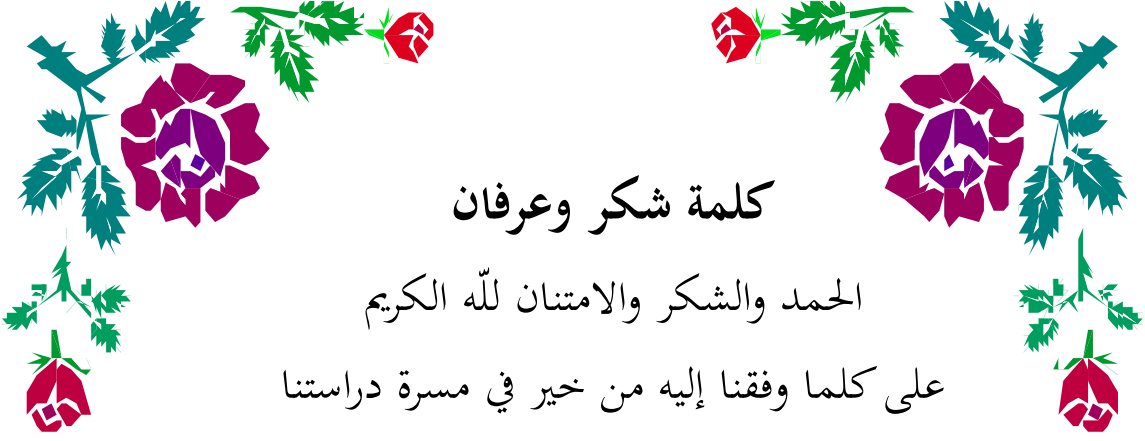 كلمة شكر وعرفان
الحمد والشكر والامتنان للّه الكريم
على كلما وفقنا إليه من خير في مسرة دراستنا